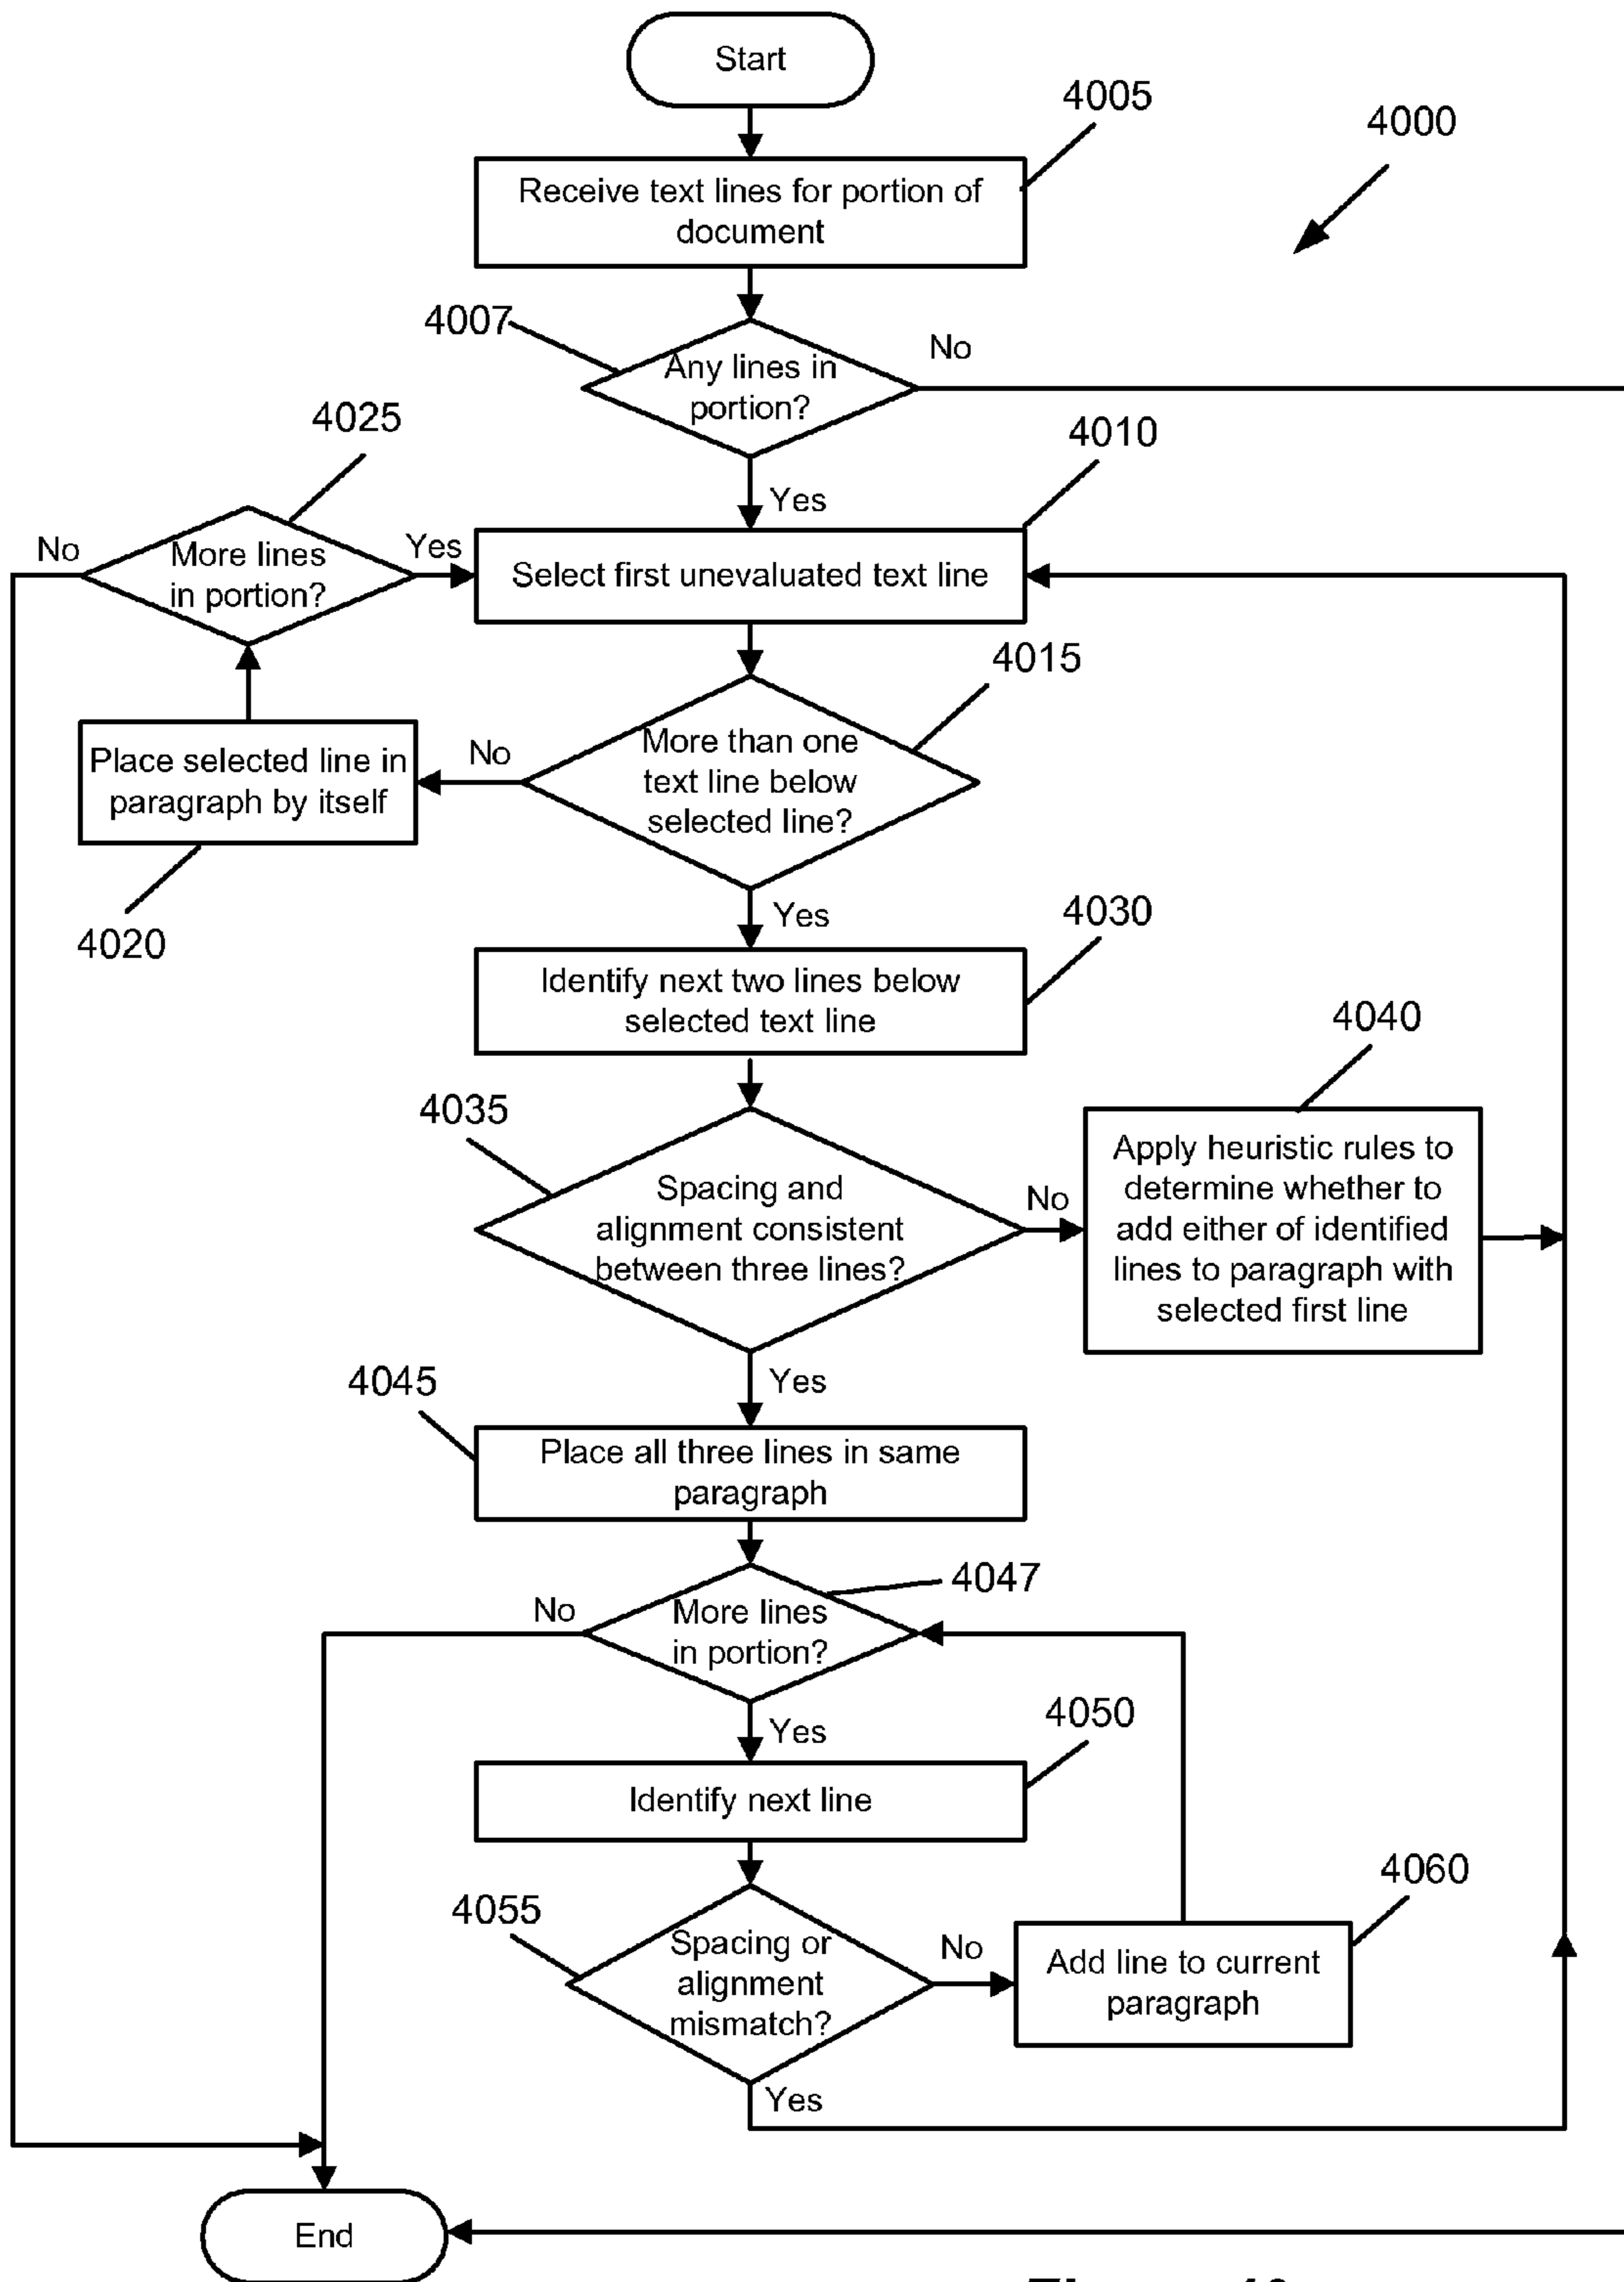 Start
4005
4000
Receive text lines for portion of
document
4007
Any lines in
portion?
No
4025
4010
Yes
No
More lines
in portion?
Yes
Select first unevaluated text line
4015
More than one
text line below
selected line?
No
Place selected line in
paragraph by itself
4020
Yes
4030
Identify next two lines below
selected text line
4040
4035
Spacing and
alignment consistent
between three lines?
No
Apply heuristic rules to
determine whether to
add either of identified
lines to paragraph with
selected first line
Yes
4045
Place all three lines in same
paragraph
4047
No
More lines
in portion?
Yes
4050
Identify next line
4060
4055
Spacing or
alignment
mismatch?
No
Add line to current
paragraph
Yes
End